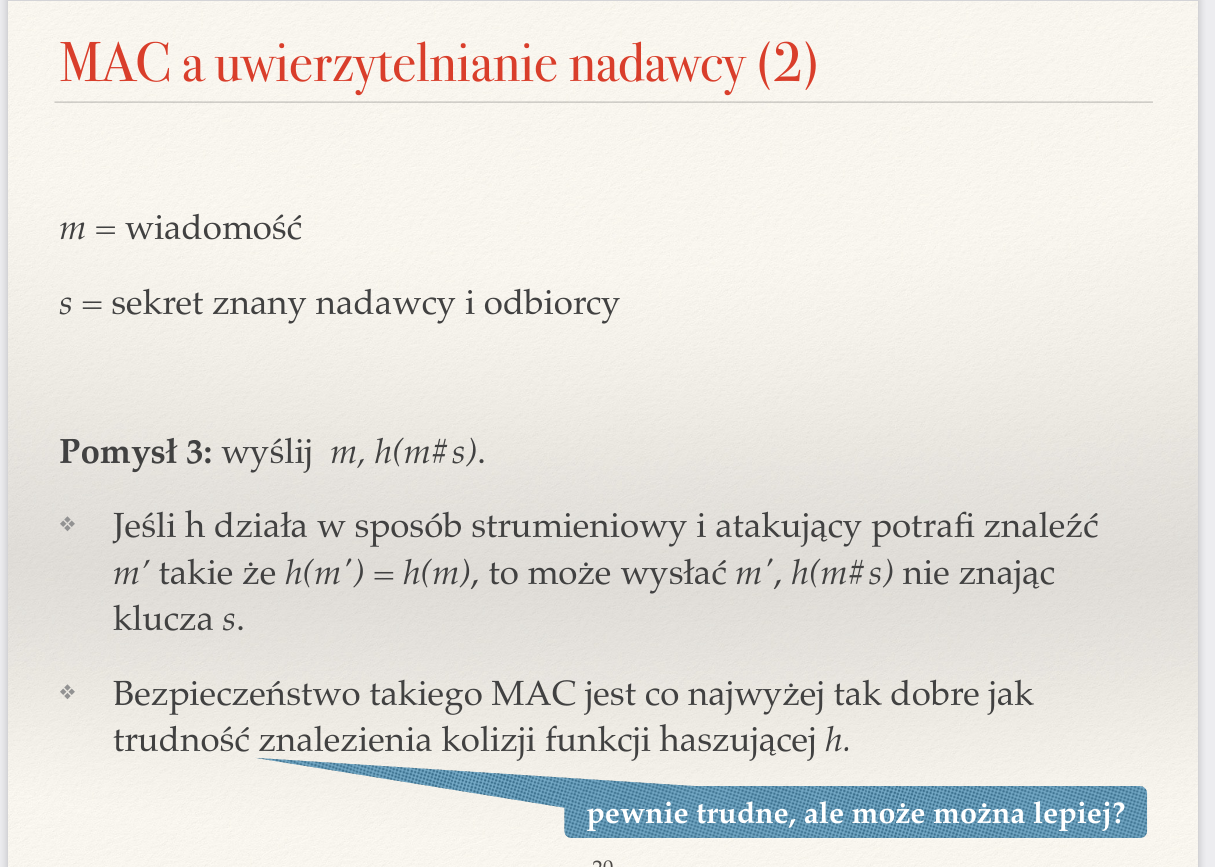 MAC a uwierzytelnianie nadawcy (2)
m = wiadomość
s = sekret znany nadawcy i odbiorcy
Pomysł 3: wyślij m, h(m#s).
❖ Jeśli h działa w sposób strumieniowy i atakujący potrafi znaleźć
m’ takie że h(m') = h(m), to może wysłać m', h(m#s) nie znając
klucza s.
❖ Bezpieczeństwo takiego MAC jest co najwyżej tak dobre jak
trudność znalezienia kolizji funkcji haszującej h.
pewnie trudne, ale może można lepiej?